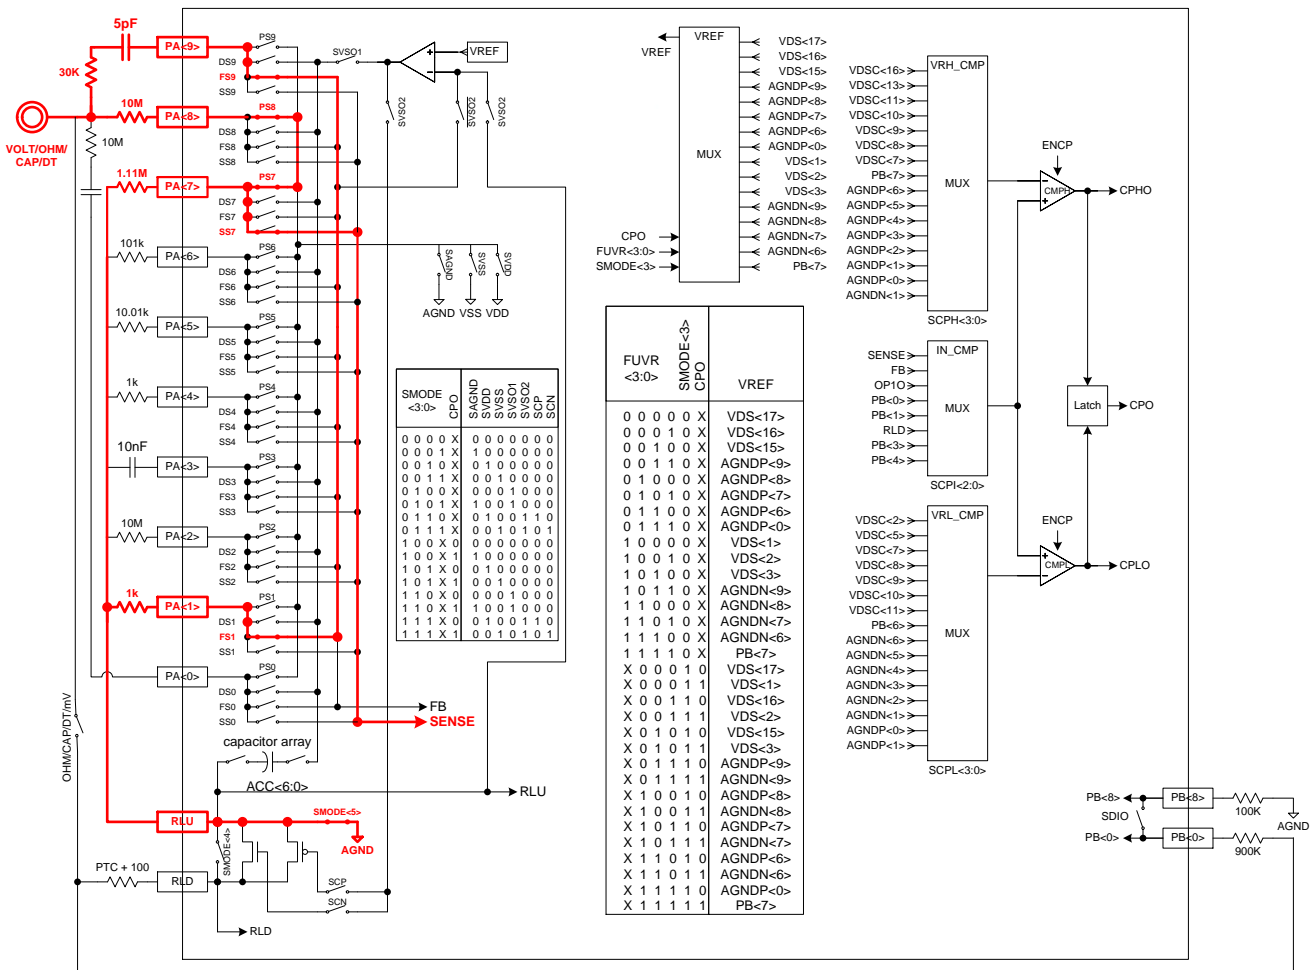 5pF
PA<9>
30K
10M
PA<8>
VOLT/OHM/
CAP/DT
10M
1.11M
PA<7>
101k
PA<6>
10.01k
PA<5>
1k
PA<4>
10nF
PA<3>
10M
PA<2>
1k
PA<1>
PA<0>
OHM/CAP/DT/mV
RLU
PTC + 100
RLD
PS9
DS9
FS9
SS9
PS8
DS8
FS8
SS8
PS7
DS7
FS7
SS7
PS6
DS6
FS6
SS6
PS5
DS5
FS5
SS5
PS4
DS4
FS4
SS4
PS3
DS3
FS3
SS3
PS2
DS2
FS2
SS2
PS1
DS1
FS1
SS1
PS0
DS0
FS0
SS0
SVSO1
VREF
SVSO2
SVSO2
SVSO2
SAGND
SVSS
SVDD
AGND VSS VDD
FB
SENSE
capacitor array
ACC<6:0>
RLU
SMODE<5>
AGND
SMODE<4>
SCP
SCN
RLD
SMODE
<3:0>
CPO
SAGND
SVDD
SVSS
SVSO1
SVSO2
SCP
SCN
0 0 0 0 X 0 0 0 0 0 0 0
0 0 0 1 X 1 0 0 0 0 0 0
0 0 1 0 X 0 1 0 0 0 0 0
0 0 1 1 X 0 0 1 0 0 0 0
0 1 0 0 X 0 0 0 1 0 0 0
0 1 0 1 X 1 0 0 1 0 0 0
0 1 1 0 X 0 1 0 0 1 1 0
0 1 1 1 X 0 0 1 0 1 0 1
1 0 0 X 0 0 0 0 0 0 0 0
1 0 0 X 1 1 0 0 0 0 0 0
1 0 1 X 0 0 1 0 0 0 0 0
1 0 1 X 1 0 0 1 0 0 0 0
1 1 0 X 0 0 0 0 1 0 0 0
1 1 0 X 1 1 0 0 1 0 0 0
1 1 1 X 0 0 1 0 0 1 1 0
1 1 1 X 1 0 0 1 0 1 0 1
VREF
VREF
MUX
VDS<17>
VDS<16>
VDS<15>
AGNDP<9>
AGNDP<8>
AGNDP<7>
AGNDP<6>
AGNDP<0>
VDS<1>
VDS<2>
VDS<3>
AGNDN<9>
AGNDN<8>
AGNDN<7>
AGNDN<6>
PB<7>
CPO
FUVR<3:0>
SMODE<3>
FUVR
<3:0>
SMODE<3>
CPO
VREF
0 0 0 0 0 X VDS<17>
0 0 0 1 0 X VDS<16>
0 0 1 0 0 X VDS<15>
0 0 1 1 0 X AGNDP<9>
0 1 0 0 0 X AGNDP<8>
0 1 0 1 0 X AGNDP<7>
0 1 1 0 0 X AGNDP<6>
0 1 1 1 0 X AGNDP<0>
1 0 0 0 0 X VDS<1>
1 0 0 1 0 X VDS<2>
1 0 1 0 0 X VDS<3>
1 0 1 1 0 X AGNDN<9>
1 1 0 0 0 X AGNDN<8>
1 1 0 1 0 X AGNDN<7>
1 1 1 0 0 X AGNDN<6>
1 1 1 1 0 X PB<7>
X 0 0 0 1 0 VDS<17>
X 0 0 0 1 1 VDS<1>
X 0 0 1 1 0 VDS<16>
X 0 0 1 1 1 VDS<2>
X 0 1 0 1 0 VDS<15>
X 0 1 0 1 1 VDS<3>
X 0 1 1 1 0 AGNDP<9>
X 0 1 1 1 1 AGNDN<9>
X 1 0 0 1 0 AGNDP<8>
X 1 0 0 1 1 AGNDN<8>
X 1 0 1 1 0 AGNDP<7>
X 1 0 1 1 1 AGNDN<7>
X 1 1 0 1 0 AGNDP<6>
X 1 1 0 1 1 AGNDN<6>
X 1 1 1 1 0 AGNDP<0>
X 1 1 1 1 1 PB<7>
VRH_CMP
MUX
VDSC<16>
VDSC<13>
VDSC<11>
VDSC<10>
VDSC<9>
VDSC<8>
VDSC<7>
PB<7>
AGNDP<6>
AGNDP<5>
AGNDP<4>
AGNDP<3>
AGNDP<2>
AGNDP<1>
AGNDP<0>
AGNDN<1>
SCPH<3:0>
ENCP
CMPH
CPHO
IN_CMP
MUX
SENSE
FB
OP1O
PB<0>
PB<1>
RLD
PB<3>
PB<4>
SCPI<2:0>
Latch
CPO
VRL_CMP
MUX
VDSC<2>
VDSC<5>
VDSC<7>
VDSC<8>
VDSC<9>
VDSC<10>
VDSC<11>
PB<6>
AGNDN<6>
AGNDN<5>
AGNDN<4>
AGNDN<3>
AGNDN<2>
AGNDN<1>
AGNDP<0>
AGNDP<1>
SCPL<3:0>
ENCP
CMPL
CPLO
PB<8>
PB<8>
100K
AGND
SDIO
PB<0>
PB<0>
900K